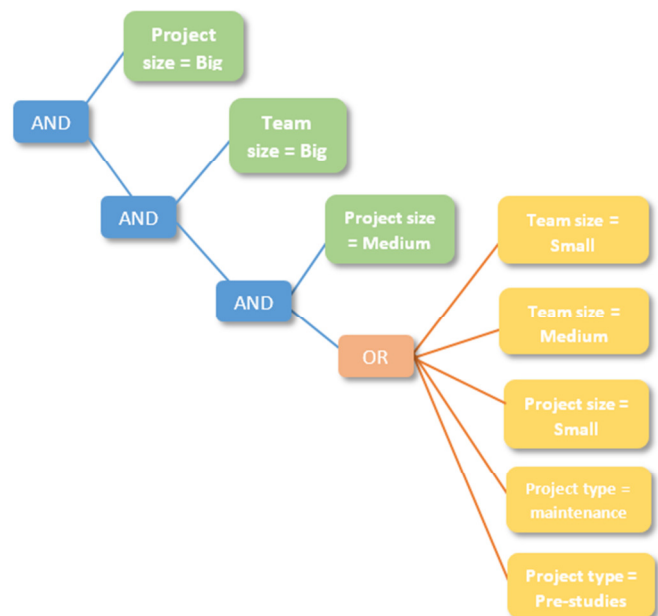 Project
size = Big
AND
Team
size = Big
AND
Project size
= Medium
AND
OR
Team size =
Small
Team size =
Medium
Project size =
Small
Project type =
maintenance
Project type =
Pre-studies